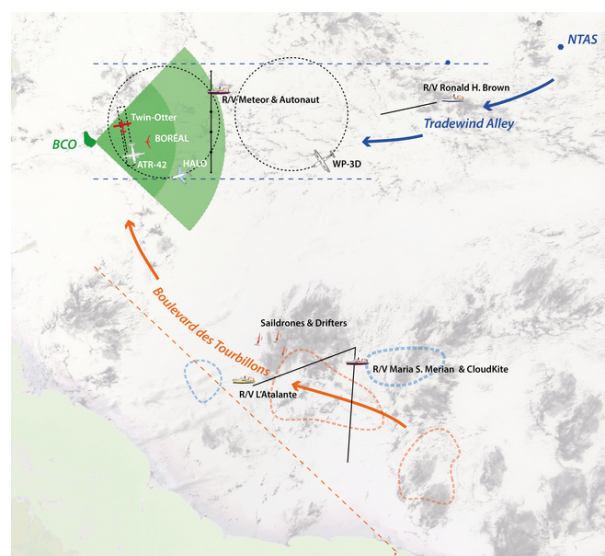 NTAS
R/V Ronald H. Brown
R/V Meteor & Autonaut
Twin-Otter
Tradewind Alley
BCO
BORÉAL
ATR-42
HALO
WP-3D
Boulevard des Tourbillons
Saildrones & Drifters
R/V Maria S. Merian & CloudKite
R/V L'Atalante